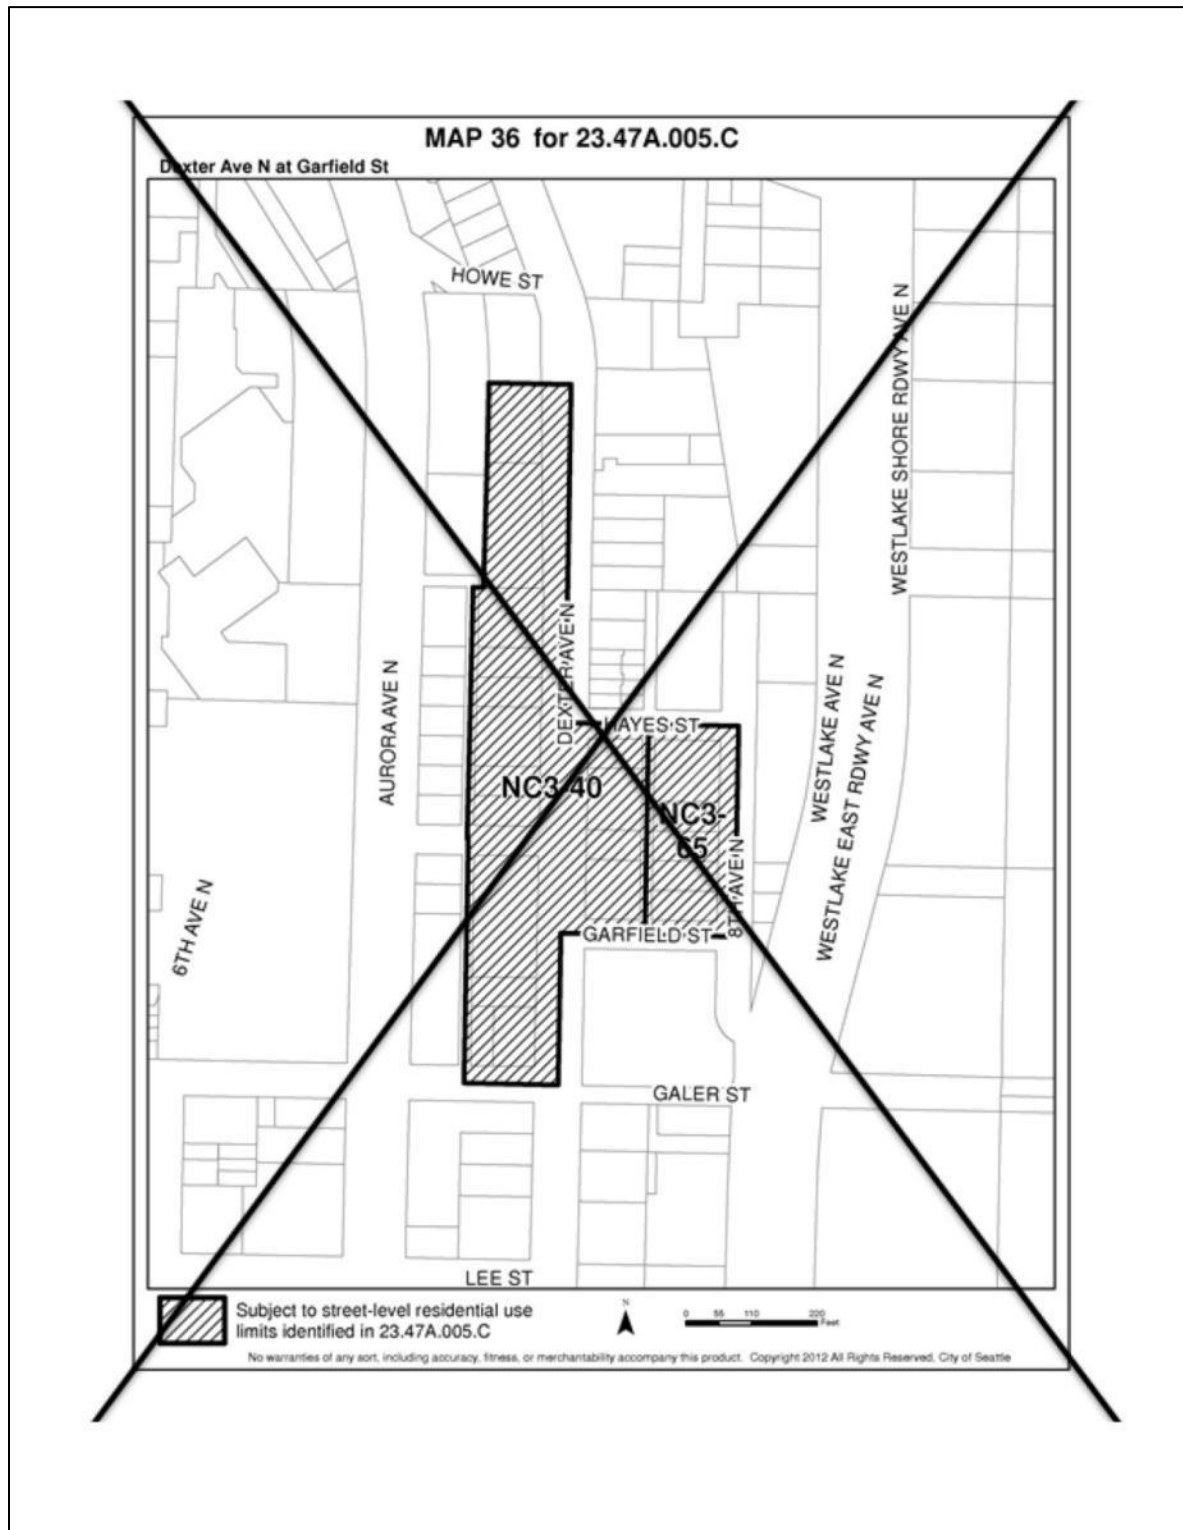 MAP 36 for 23.47A.005.C
Dexter Ave N at Garfield St
HOWE ST
WESTLAKE SHORE RDWY AVE N
DEXTER AVE N
AURORA AVE N
HAYES ST
WESTLAKE AVE N
WESTLAKE EAST RDWY AVE N
NC3-40
NC3-
65
8TH AVE N
6TH AVE N
GARFIELD ST
GALER ST
LEE ST
Subject to street-level residential use
limits identified in 23.47A.005.C
N
0 55 110 220
Feet
No warranties of any sort, including accuracy, fitness, or merchantability accompany this product. Copyright 2012 All Rights Reserved, City of Seattle